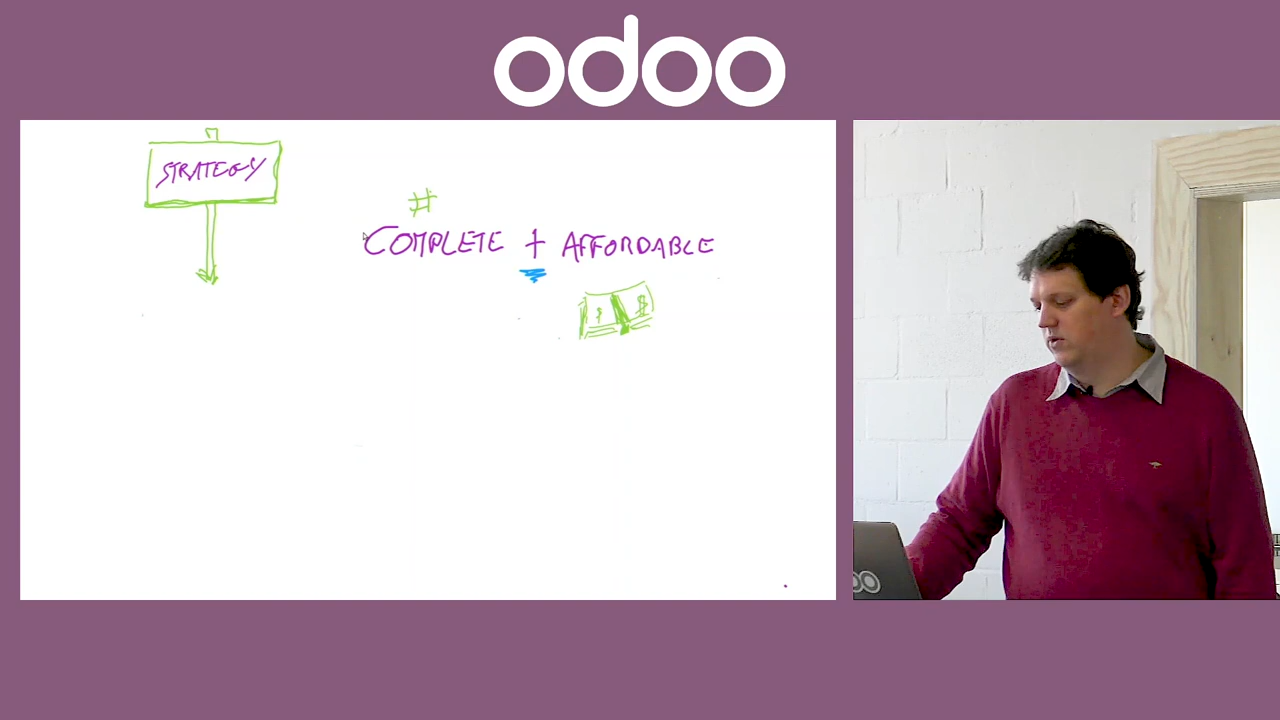 odoo
STRATEGY
#
COMPLETE + AFFORDABLE
$ $